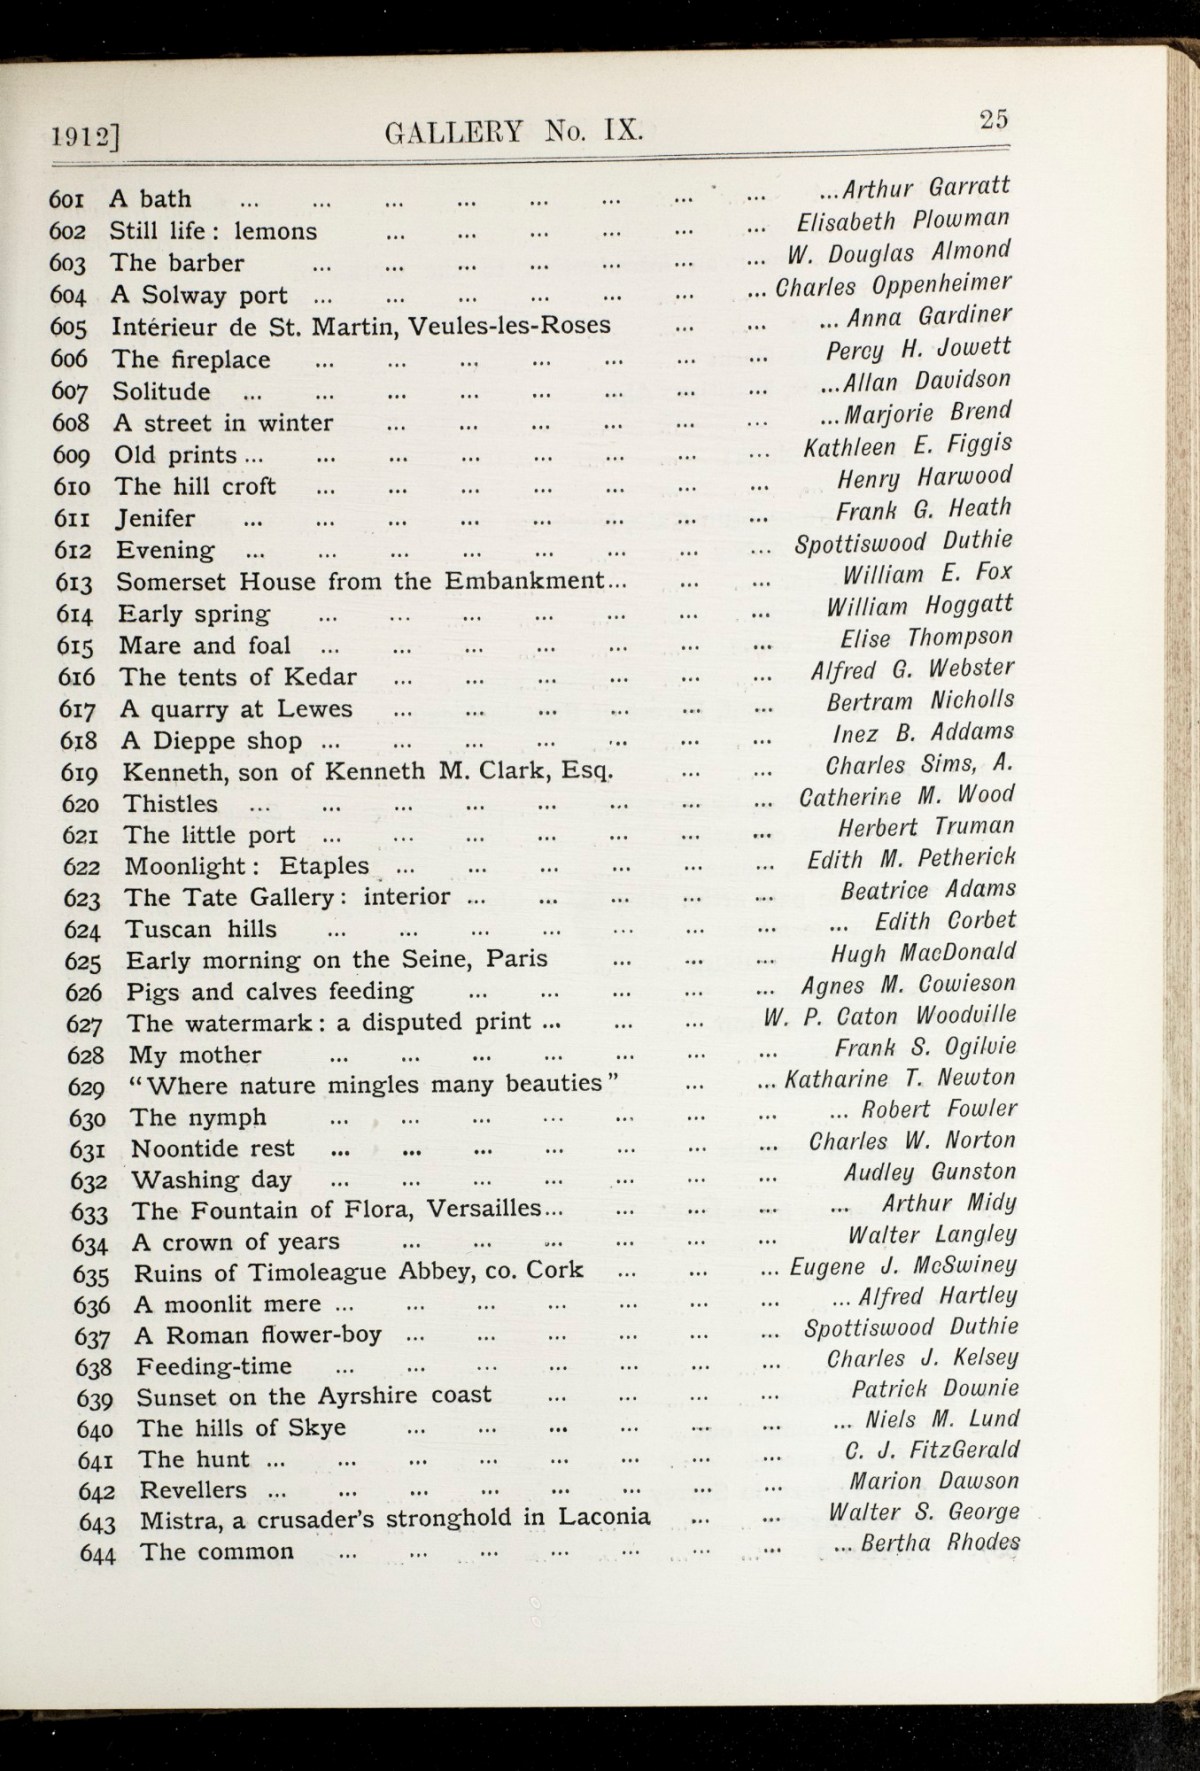 1912] GALLERY No. IX. 25
601 A bath ... ... ... ... ... ... ... ... ...Arthur Garratt
602 Still life : lemons ... ... ... ... ... ... Elisabeth Plowman
603 The barber ... ... ... ... ... ... ... W. Douglas Almond
604 A Solway port ... ... ... ... ... ... ... Charles Oppenheimer
605 Intérieur de St. Martin, Veules-les-Roses ... ... ... Anna Gardiner
606 The fireplace ... ... ... ... ... ... ... Percy H. Jowett
607 Solitude ... ... ... ... ... ... ... ... ...Allan Davidson
608 A street in winter ... ... ... ... ... ... ...Marjorie Brend
609 Old prints ... ... ... ... ... ... ... ... Kathleen E. Figgis
610 The hill croft ... ... ... ... ... ... ... Henry Harwood
611 Jenifer ... ... ... ... ... ... ... ... Frank G. Heath
612 Evening ... ... ... ... ... ... ... ... Spottiswood Duthie
613 Somerset House from the Embankment... ... ... William E. Fox
614 Early spring ... ... ... ... ... ... ... William Hoggatt
615 Mare and foal ... ... ... ... ... ... ... Elise Thompson
616 The tents of Kedar ... ... ... ... ... ... Alfred G. Webster
617 A quarry at Lewes ... ... ... ... ... ... Bertram Nicholls
618 A Dieppe shop ... ... ... ... ... ... ... Inez B. Addams
619 Kenneth, son of Kenneth M. Clark, Esq. ... ... Charles Sims, A.
620 Thistles ... ... ... ... ... ... ... ... Catherine M. Wood
621 The little port ... ... ... ... ... ... ... Herbert Truman
622 Moonlight : Etaples ... ... ... ... ... ... Edith M. Petherick
623 The Tate Gallery : interior ... ... ... ... ... Beatrice Adams
624 Tuscan hills ... ... ... ... ... ... ... ... Edith Corbet
625 Early morning on the Seine, Paris ... ... ... Hugh MacDonald
626 Pigs and calves feeding ... ... ... ... ... Agnes M. Cowieson
627 The watermark : a disputed print ... ... ... W. P. Caton Woodville
628 My mother ... ... ... ... ... ... ... Frank S. Ogilvie
629 "Where nature mingles many beauties" ... ... Katharine T. Newton
630 The nymph ... ... ... ... ... ... ... ... Robert Fowler
631 Noontide rest ... ... ... ... ... ... ... Charles W. Norton
632 Washing day ... ... ... ... ... ... ... Audley Gunston
633 The Fountain of Flora, Versailles... ... ... ... ... Arthur Midy
634 A crown of years ... ... ... ... ... ... Walter Langley
635 Ruins of Timoleague Abbey, co. Cork ... ... ... Eugene J. McSwiney
636 A moonlit mere ... ... ... ... ... ... ... ... Alfred Hartley
637 A Roman flower-boy ... ... ... ... ... ... Spottiswood Duthie
638 Feeding-time ... ... ... ... ... ... ... Charles J. Kelsey
639 Sunset on the Ayrshire coast ... ... ... ... Patrick Downie
640 The hills of Skye ... ... ... ... ... ... ... Niels M. Lund
641 The hunt ... ... ... ... ... ... ... ... C. J. FitzGerald
642 Revellers ... ... ... ... ... ... ... ... Marion Dawson
643 Mistra, a crusader's stronghold in Laconia ... ... Walter S. George
644 The common ... ... ... ... ... ... ... ... Bertha Rhodes